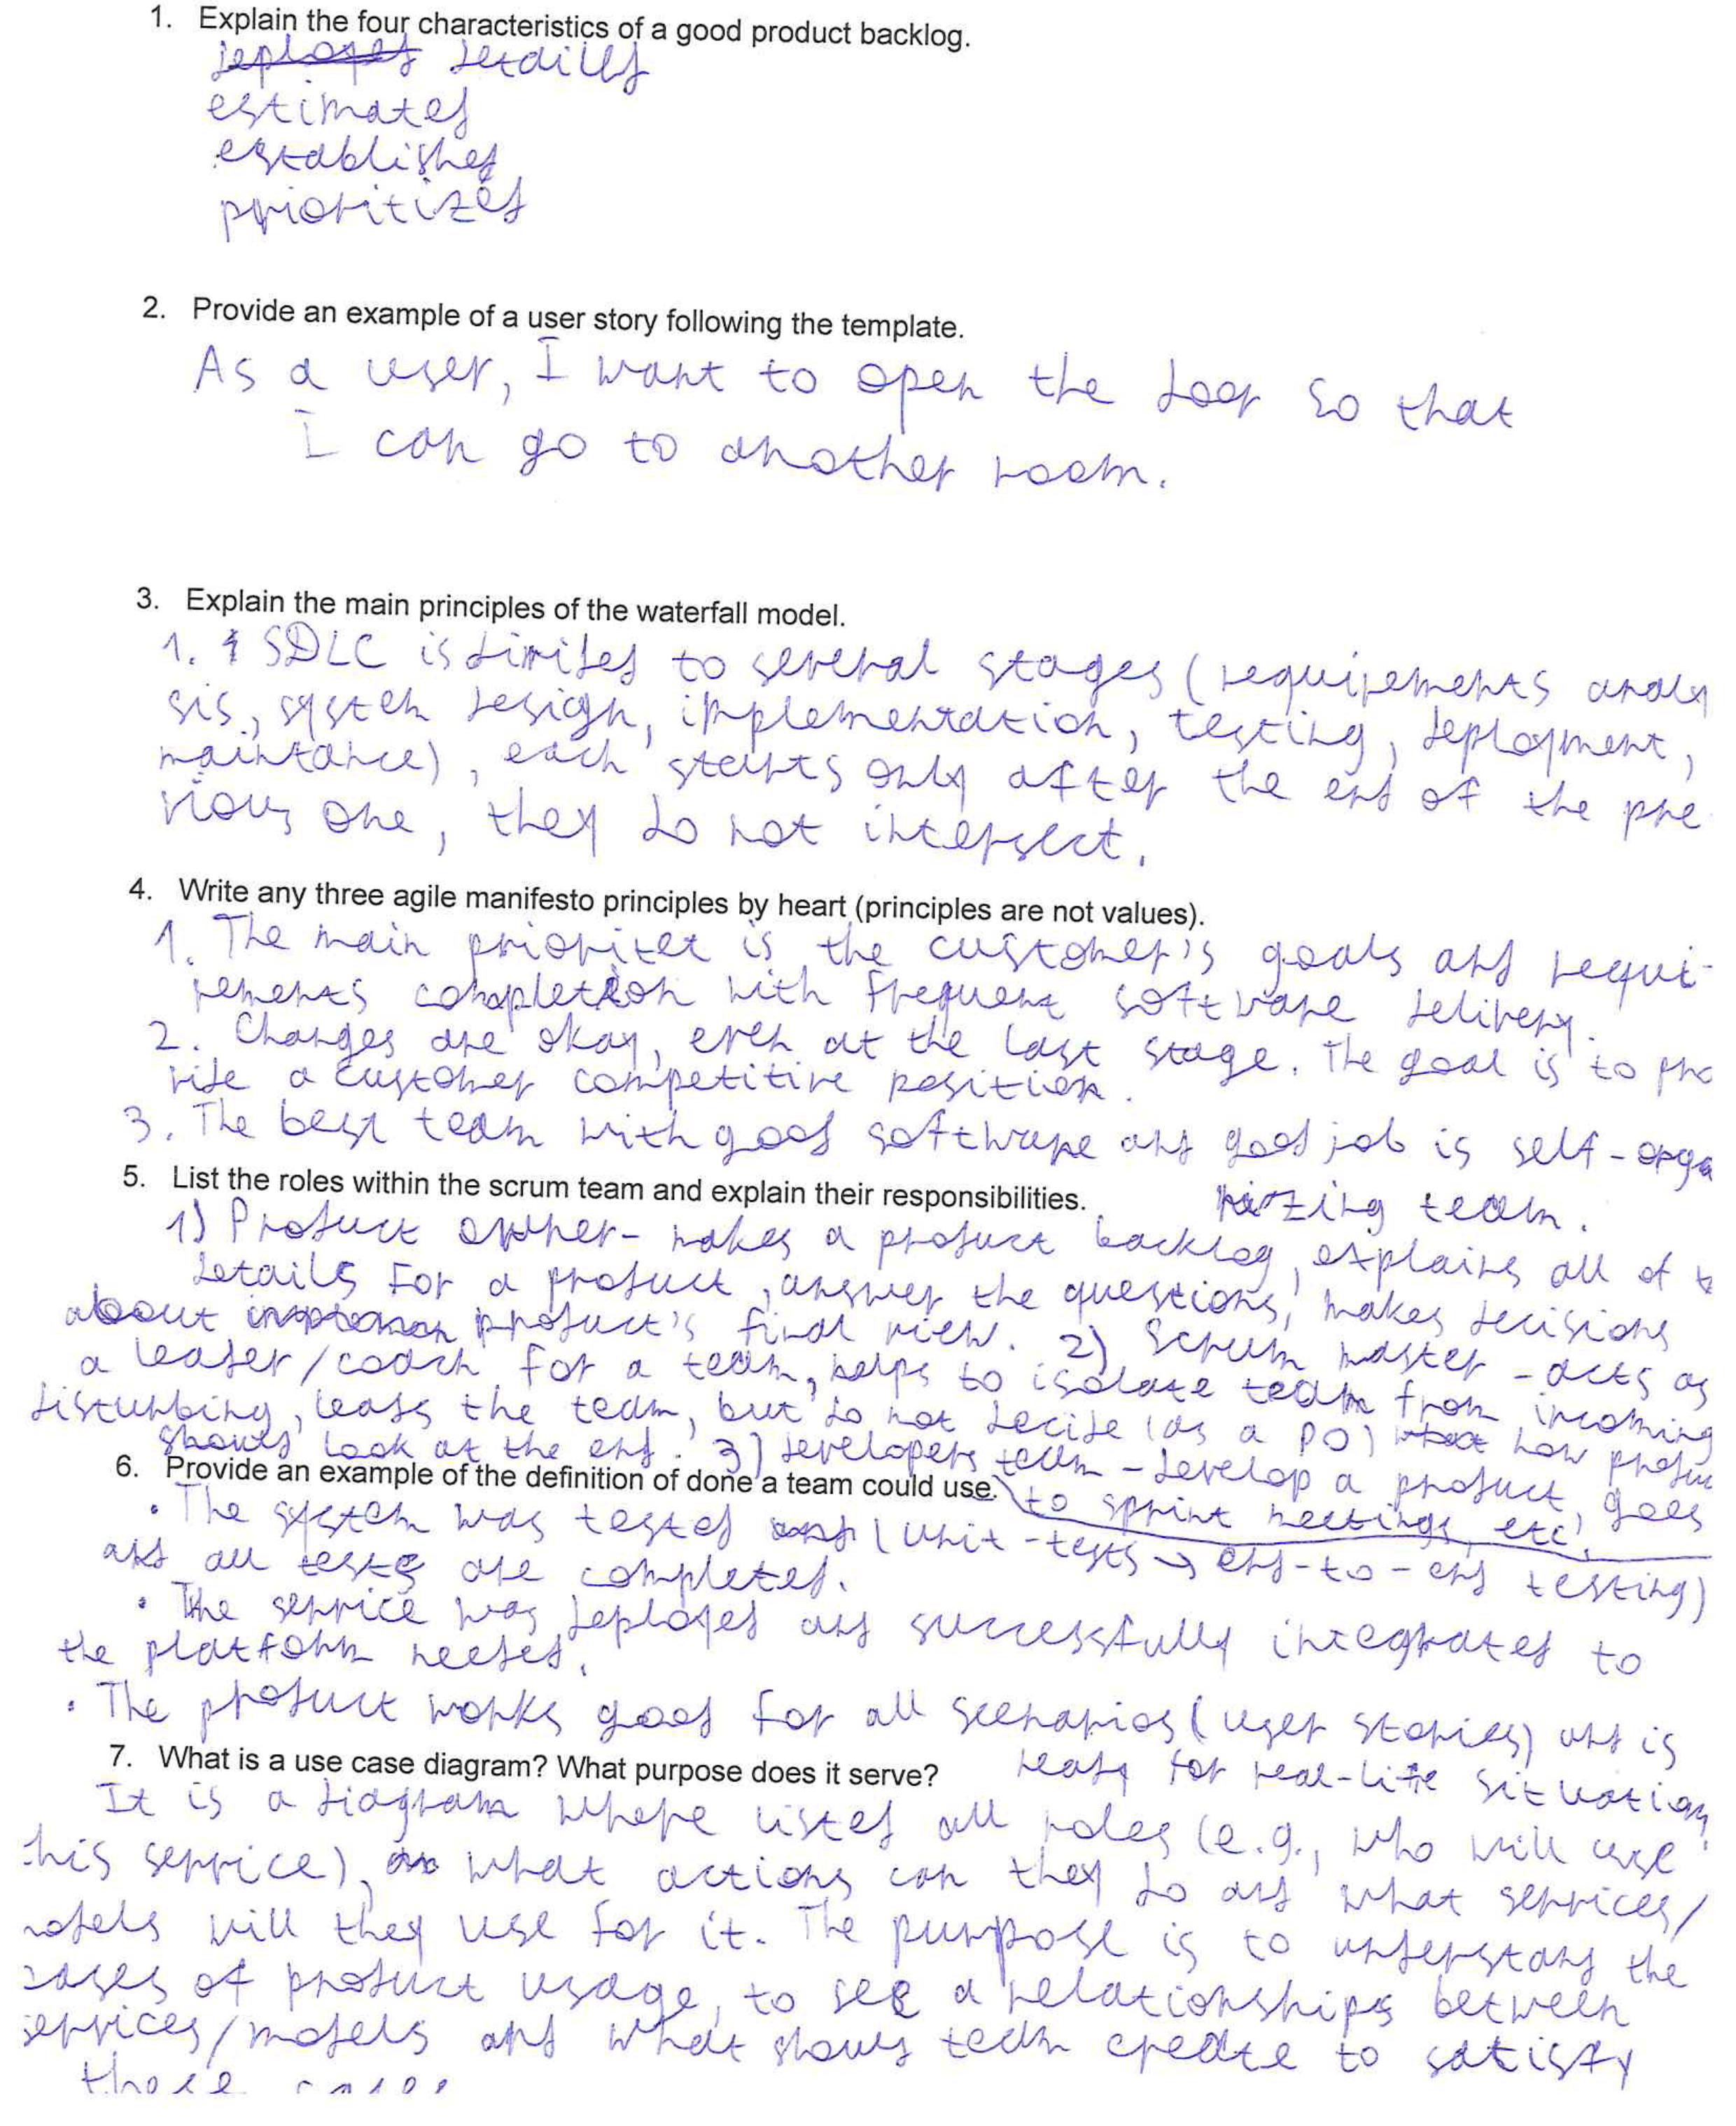 1. Explain the four characteristics of a good product backlog.
deployed detailed
estimated
established
prioritized
2. Provide an example of a user story following the template.
As a user, I want to open the door so that
I can go to another room.
3. Explain the main principles of the waterfall model.
1. SDLC is divided to several stages (requirements analy
sis, system design, implementation, testing, deployment,
maintance), each starts only after the end of the pre
vious one, they do not intersect.
4. Write any three agile manifesto principles by heart (principles are not values).
1. The main prioritet is the customer's goals and requi-
rements completion with frequent software delivery.
2. Changes are okay, even at the last stage. The goal is to pro
vide a customer competitive position.
3. The best team with good software and good job is self-orga
nizing team.
5. List the roles within the scrum team and explain their responsibilities.
1) Product owner - makes a product backlog, explains all of
details for a product, answer the questions, makes decisions
about product's final view. 2) Scrum master - acts as
a leader/coach for a team, helps to isolate team from incoming
disturbing, leads the team, but do not decide (as a PO) how produc
should look at the end. 3) developers team - develop a product, goes
to sprint meetings, etc.
6. Provide an example of the definition of done a team could use.
• The system was tested (unit-tests → end-to-end testing)
and all tests are completed.
• The service was deployed and successfully integrated to
the platform needed.
• The product works good for all scenarios (user stories) and is
ready for real-life situations
7. What is a use case diagram? What purpose does it serve?
It is a diagram where listed all roles (e.g., who will use
this service), what actions can they do and what services/
models will they use for it. The purpose is to understand the
cases of product usage, to see a relationships between
services/models and what should team create to satisfy
those cases